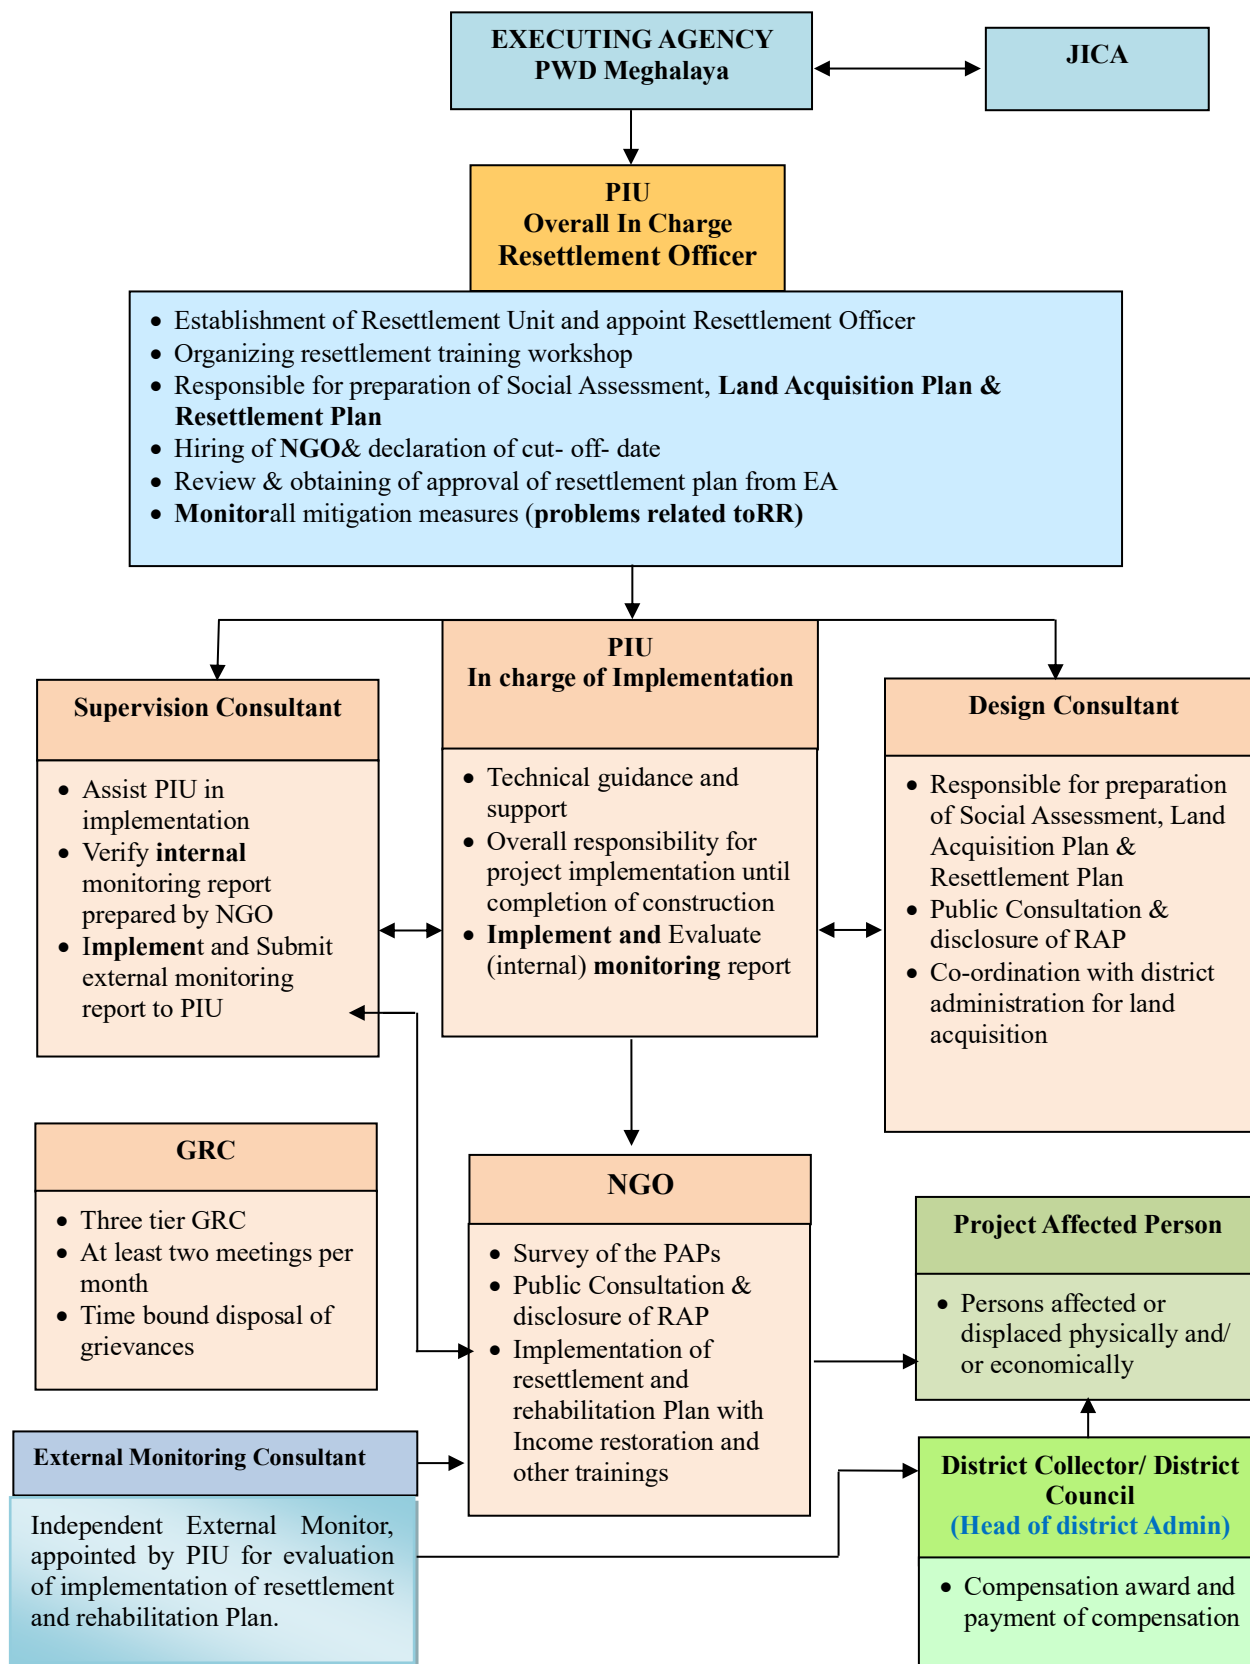 EXECUTING AGENCY
PWD Meghalaya
JICA
PIU
Overall In Charge
Resettlement Officer
• Establishment of Resettlement Unit and appoint Resettlement Officer
• Organizing resettlement training workshop
• Responsible for preparation of Social Assessment, Land Acquisition Plan &
Resettlement Plan
• Hiring of NGO& declaration of cut- off- date
• Review & obtaining of approval of resettlement plan from EA
• Monitorall mitigation measures (problems related toRR)
Supervision Consultant
• Assist PIU in
implementation
• Verify internal
monitoring report
prepared by NGO
• Implement and Submit
external monitoring
report to PIU
PIU
In charge of Implementation
• Technical guidance and
support
• Overall responsibility for
project implementation until
completion of construction
• Implement and Evaluate
(internal) monitoring report
Design Consultant
• Responsible for preparation
of Social Assessment, Land
Acquisition Plan &
Resettlement Plan
• Public Consultation &
disclosure of RAP
• Co-ordination with district
administration for land
acquisition
GRC
• Three tier GRC
• At least two meetings per
month
• Time bound disposal of
grievances
NGO
• Survey of the PAPs
• Public Consultation &
disclosure of RAP
• Implementation of
resettlement and
rehabilitation Plan with
Income restoration and
other trainings
Project Affected Person
• Persons affected or
displaced physically and/
or economically
External Monitoring Consultant
Independent External Monitor,
appointed by PIU for evaluation
of implementation of resettlement
and rehabilitation Plan.
District Collector/ District
Council
(Head of district Admin)
• Compensation award and
payment of compensation